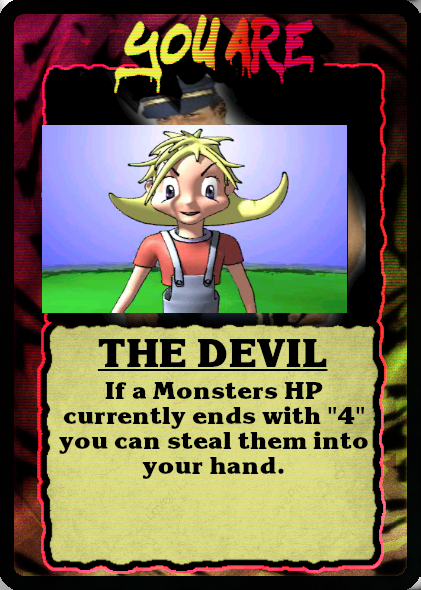 YOU ARE
THE DEVIL
If a Monsters HP
currently ends with "4"
you can steal them into
your hand.